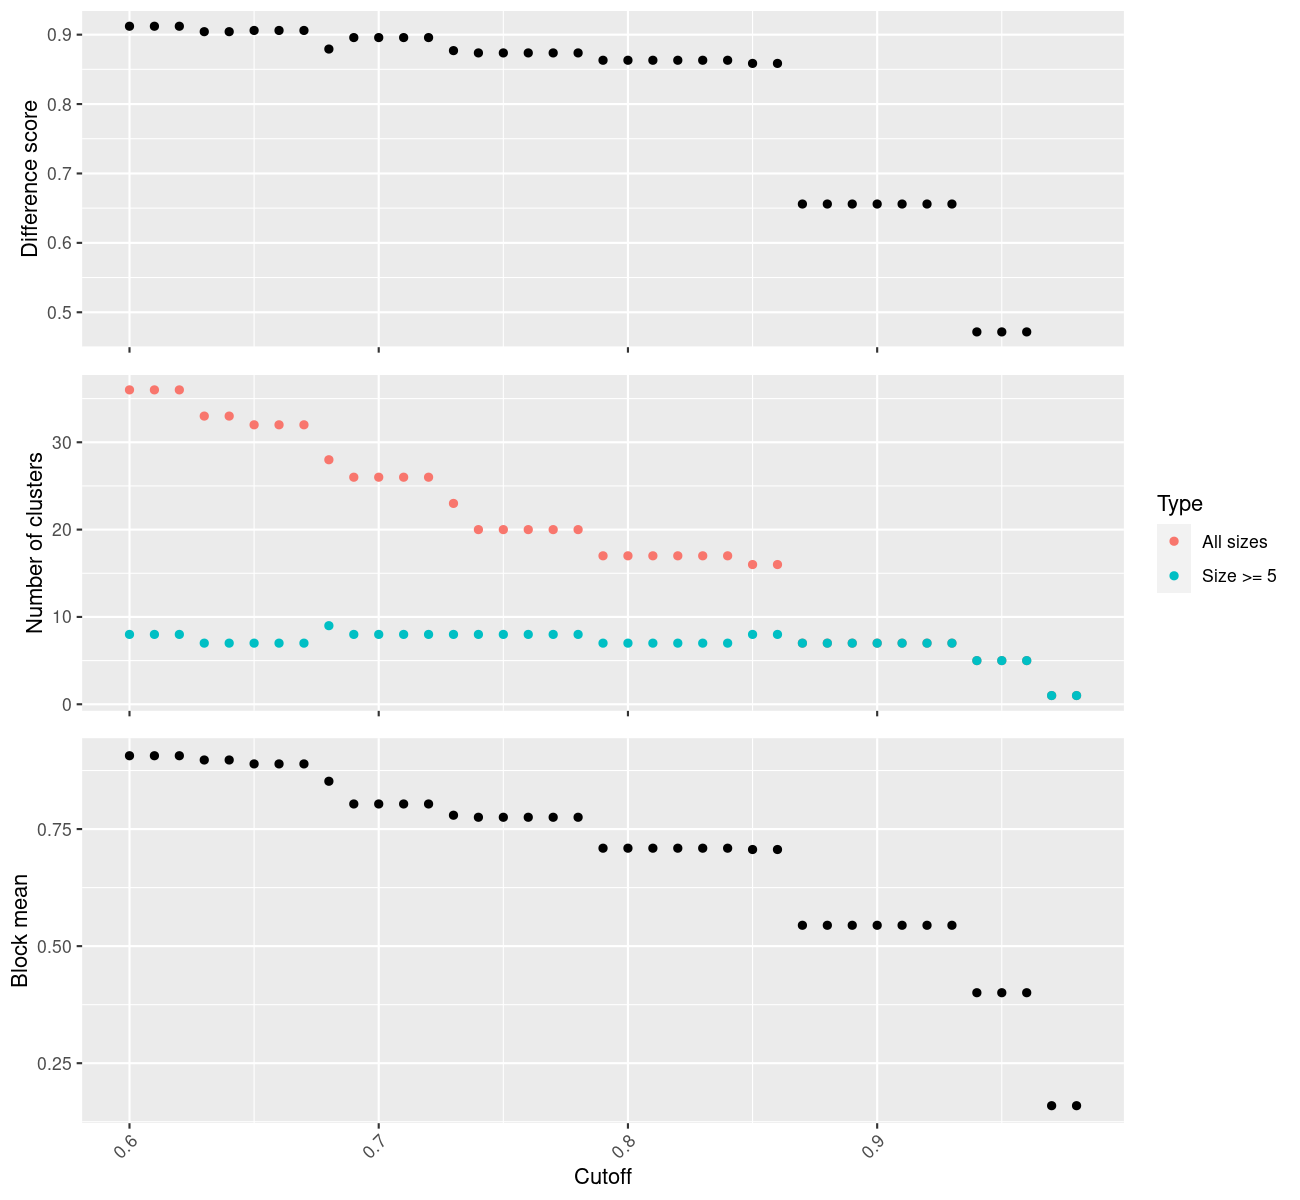 Difference score
0.9
0.8
0.7
0.6
0.5
Number of clusters
30
20
10
0
Type
All sizes
Size >= 5
Block mean
0.75
0.50
0.25
0.6
0.7
0.8
0.9
Cutoff